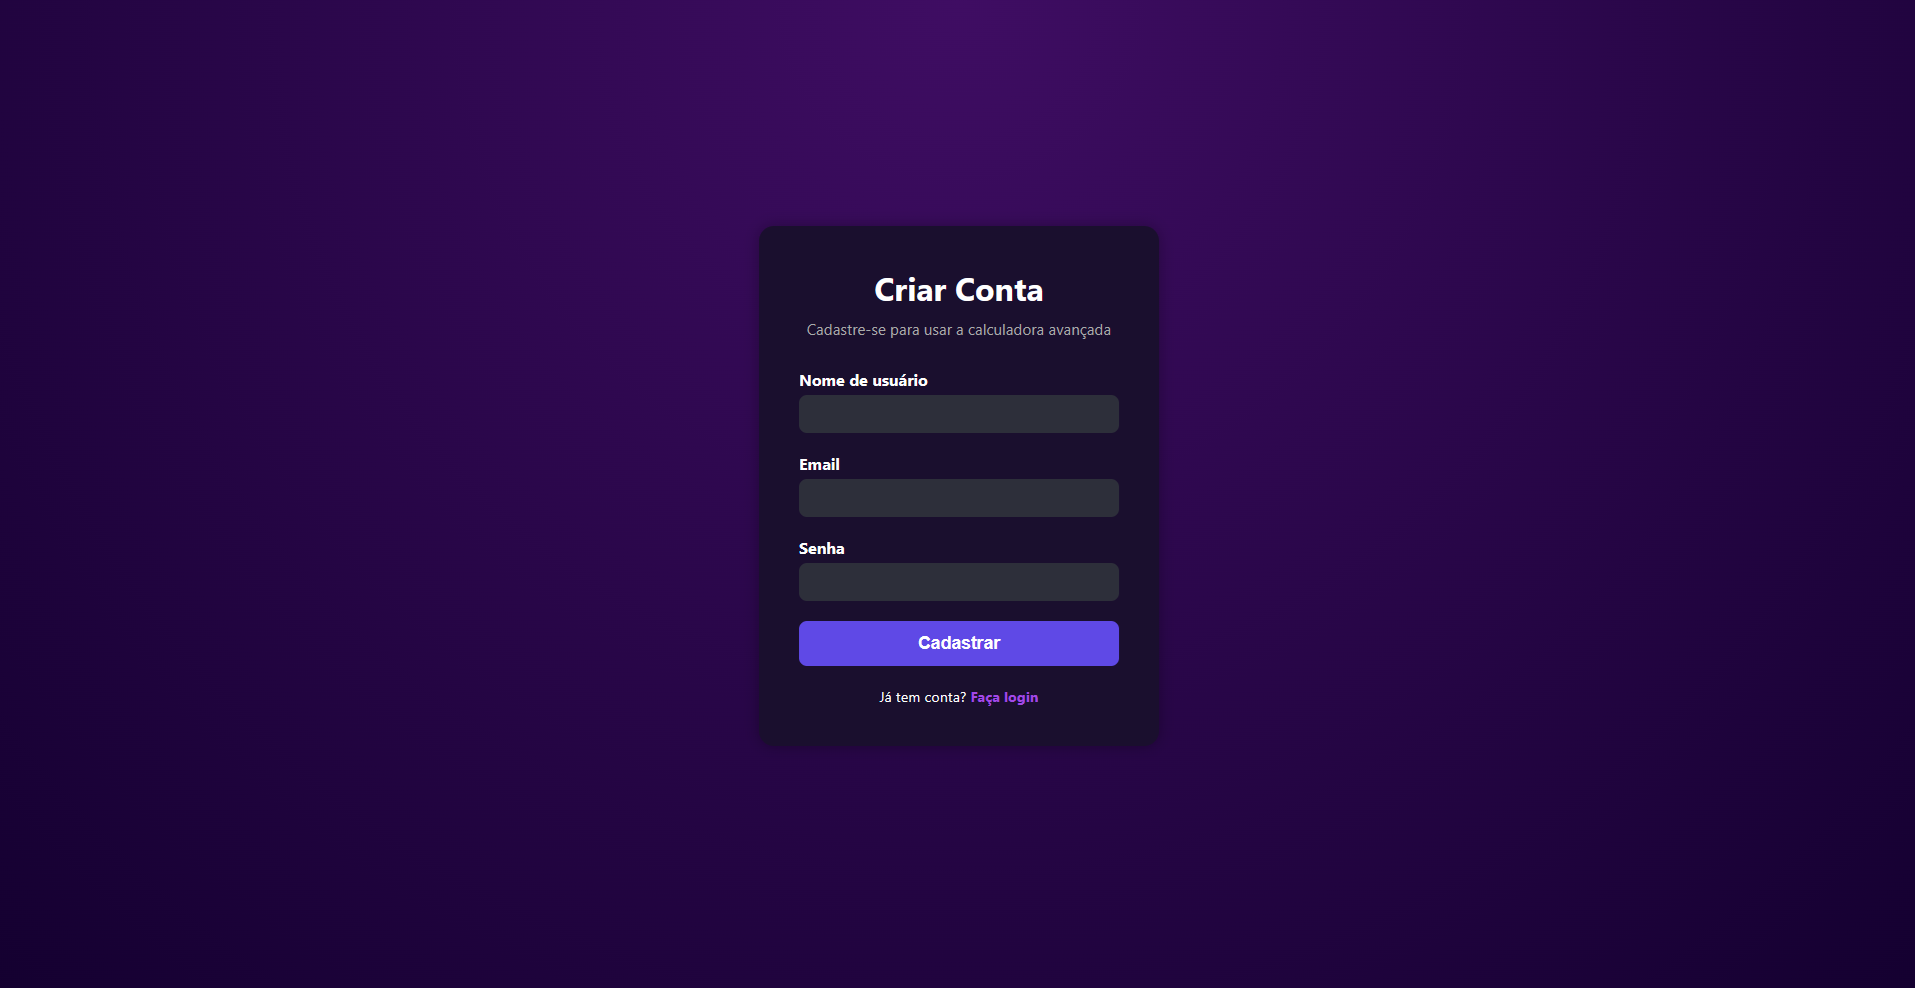 Criar Conta
Cadastre-se para usar a calculadora avançada
Nome de usuário
Email
Senha
Cadastrar
Já tem conta? Faça login